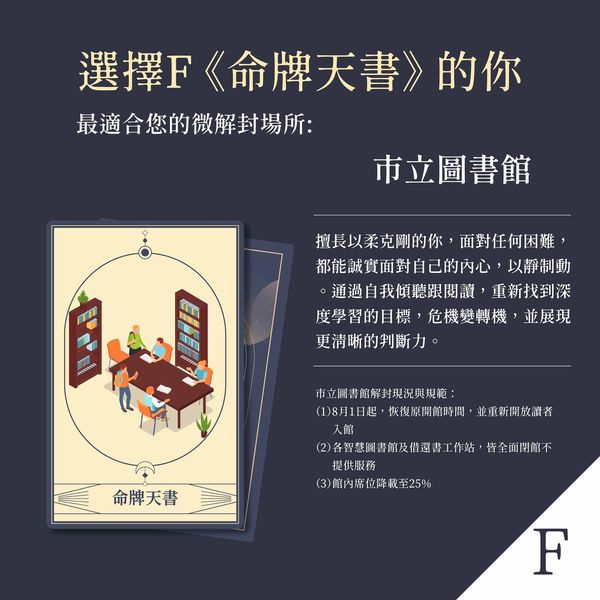 選擇F《命牌天書》的你
最適合您的微解封場所:
市立圖書館
擅長以柔克剛的你，面對任何困難，
都能誠實面對自己的內心，以靜制動
。通過自我傾聽跟閱讀，重新找到深
度學習的目標，危機變轉機，並展現
更清晰的判斷力。
市立圖書館解封現況與規範：
(1)8月1日起，恢復原開館時間，並重新開放讀者
入館
(2)各智慧圖書館及借還書工作站，皆全面閉館不
提供服務
(3)館內席位降載至25%
命牌天書
F